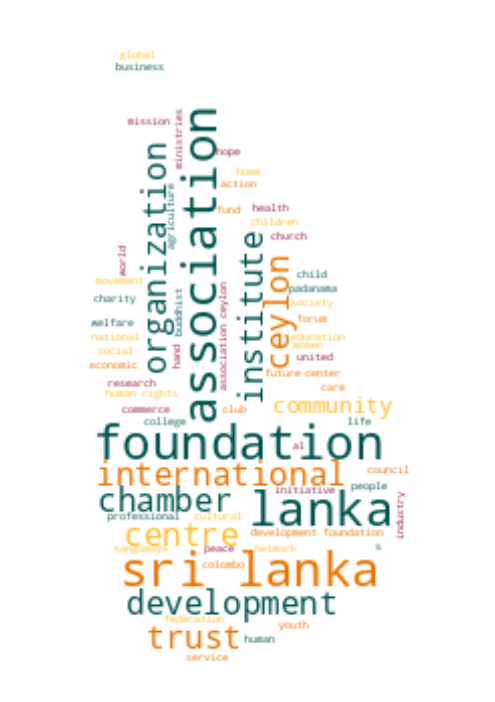 global
business
mission
ministries
association
organization
hope
home
action
agriculture
fund
health
children
church
institute
world
ceylon
child
movement
padanama
charity
buddhist
association ceylon
society
welfare
forum
national
education
women
social
hand
united
economic
future center
research
care
human rights
commerce
club
community
college
life
foundation
al
international
council
chamber
initiative
people
lanka
industry
professional
cultural
centre
development foundation
sangamaya
peace
network
s
colombo
sri lanka
development
federation
trust
youth
human
service